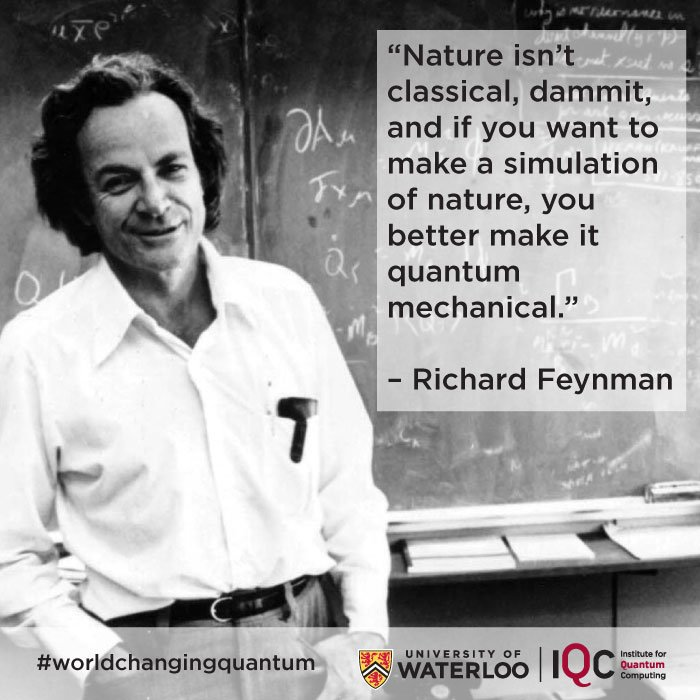 “Nature isn’t
classical, dammit,
and if you want to
make a simulation
of nature, you
better make it
quantum
mechanical.”
– Richard Feynman
#worldchangingquantum
UNIVERSITY OF
WATERLOO
IQC
Institute for
Quantum
Computing